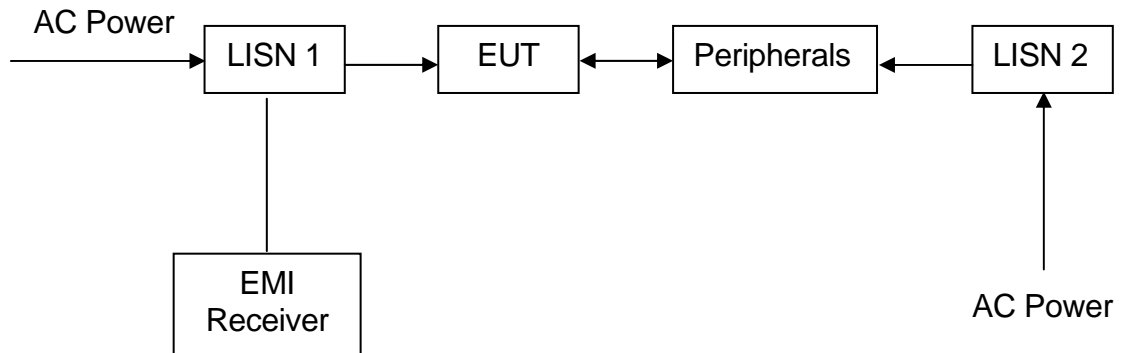 AC Power
LISN 1
EUT
Peripherals
LISN 2
EMI
Receiver
AC Power